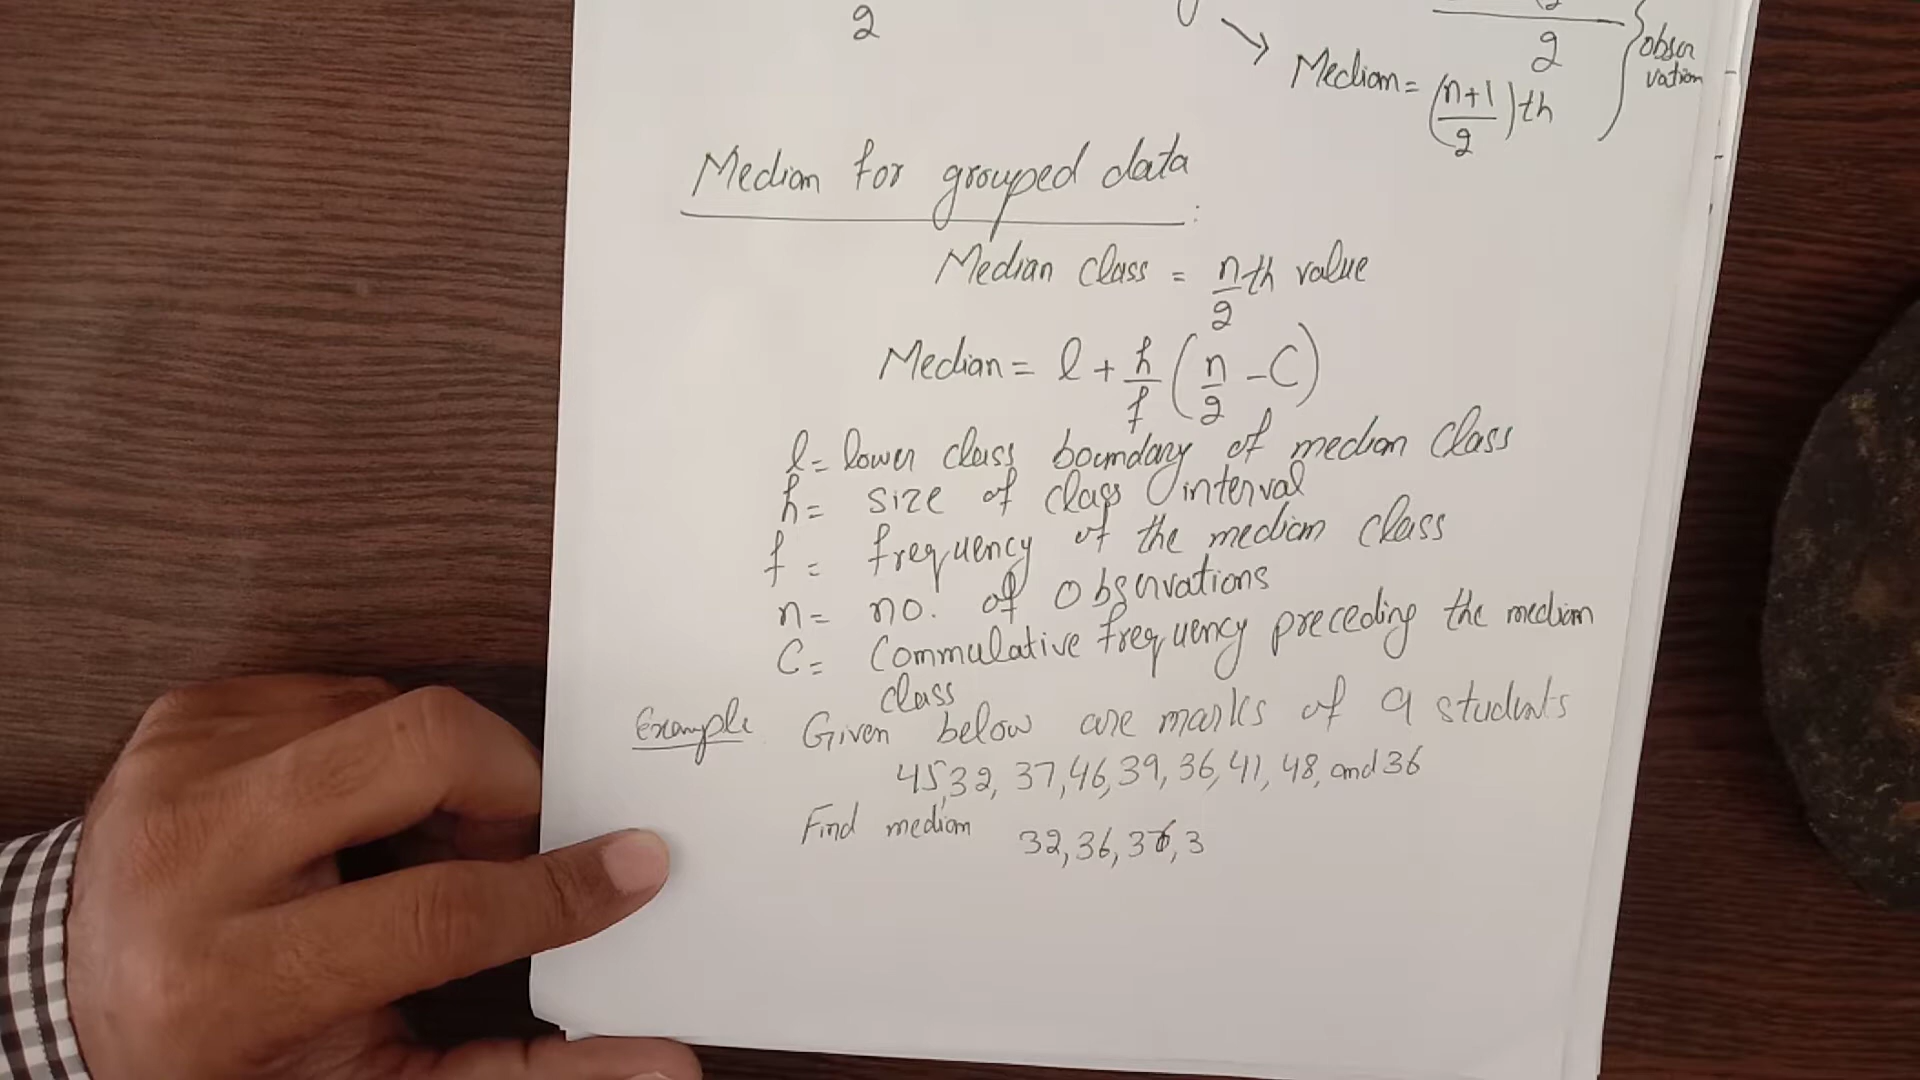 2
2
obser
vation
Median = (n+1/2)th
Median for grouped data :
Median Class = n/2 th value
Median = l + h/f (n/2 - C)
l = lower class boundary of median Class
h = size of class interval
f = frequency of the median class
n = no. of observations
C = Commulative frequency preceding the median
class
Example Given below are marks of 9 students
45, 32, 37, 46, 39, 36, 41, 48, and 36
Find median 32, 36, 36, 3